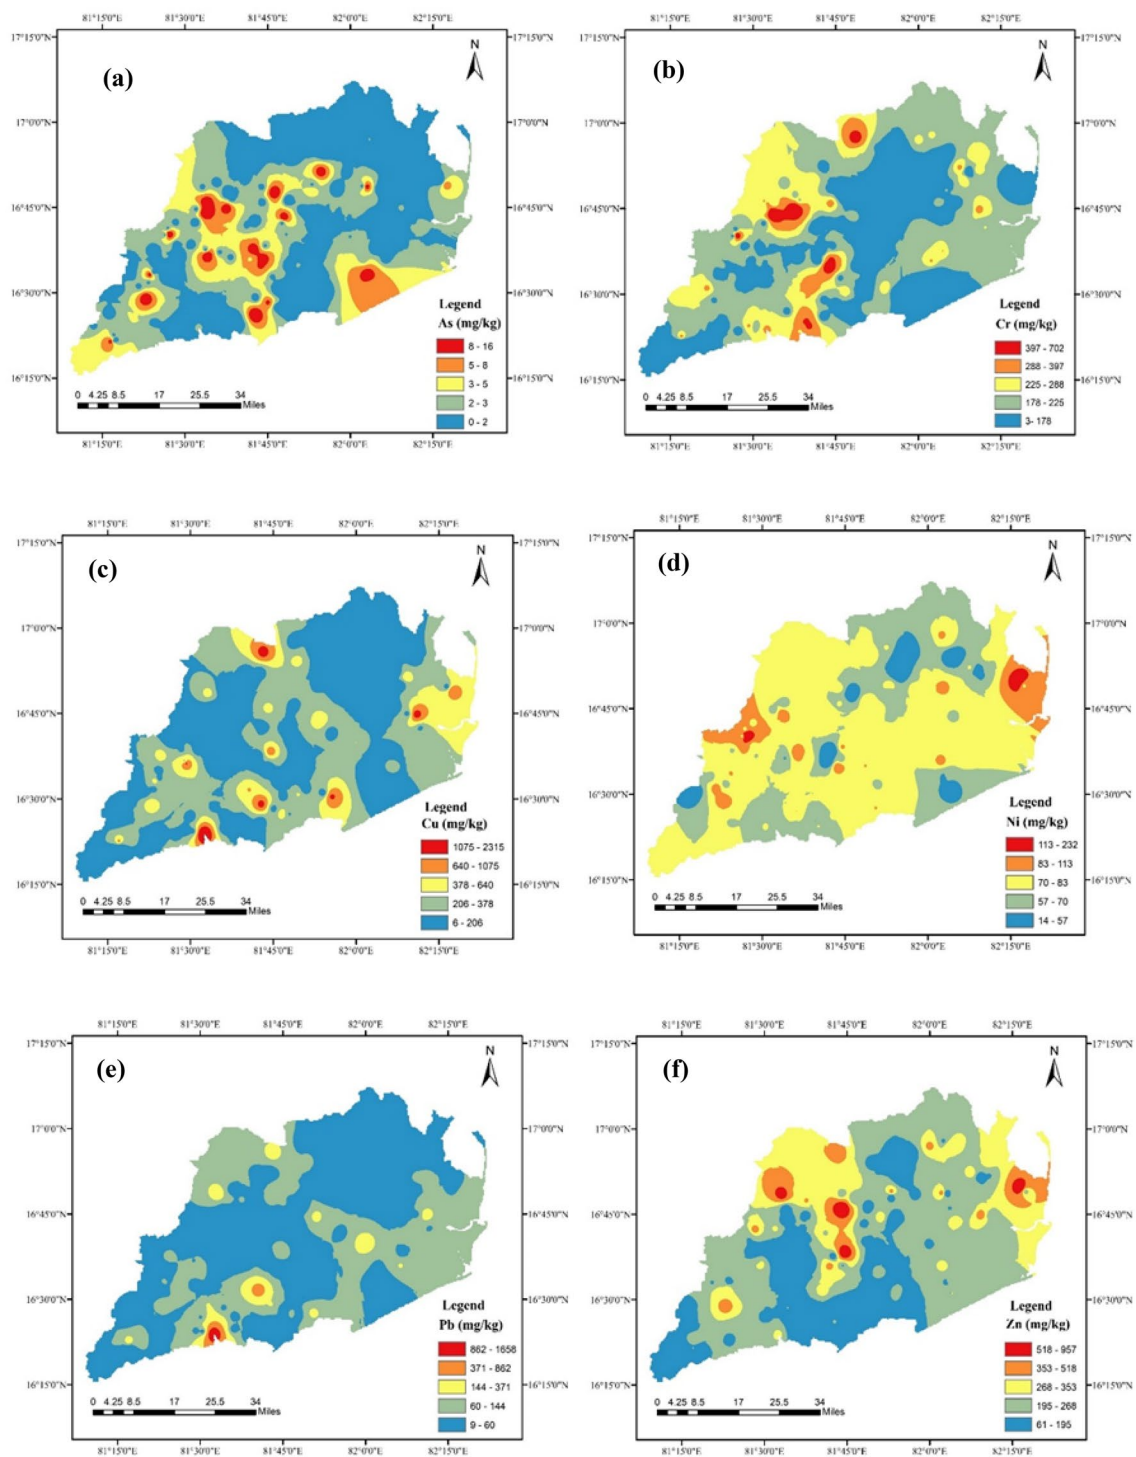 81°15'0"E 81°30'0"E 81°45'0"E 82°0'0"E 82°15'0"E
17°15'0"N 17°15'0"N
(a)
N
17°0'0"N 17°0'0"N
16°45'0"N 16°45'0"N
16°30'0"N 16°30'0"N
16°15'0"N 16°15'0"N
Legend
As (mg/kg)
8 - 16
5 - 8
3 - 5
2 - 3
0 - 2
0 4.25 8.5 17 25.5 34
Miles
81°15'0"E 81°30'0"E 81°45'0"E 82°0'0"E 82°15'0"E
81°15'0"E 81°30'0"E 81°45'0"E 82°0'0"E 82°15'0"E
17°15'0"N 17°15'0"N
(b)
N
17°0'0"N 17°0'0"N
16°45'0"N 16°45'0"N
16°30'0"N 16°30'0"N
16°15'0"N 16°15'0"N
Legend
Cr (mg/kg)
397 - 702
288 - 397
225 - 288
178 - 225
3- 178
0 4.25 8.5 17 25.5 34
Miles
81°15'0"E 81°30'0"E 81°45'0"E 82°0'0"E 82°15'0"E
81°15'0"E 81°30'0"E 81°45'0"E 82°0'0"E 82°15'0"E
17°15'0"N 17°15'0"N
(c)
N
17°0'0"N 17°0'0"N
16°45'0"N 16°45'0"N
16°30'0"N 16°30'0"N
16°15'0"N 16°15'0"N
Legend
Cu (mg/kg)
1075 - 2315
640 - 1075
378 - 640
206 - 378
6 - 206
0 4.25 8.5 17 25.5 34
Miles
81°15'0"E 81°30'0"E 81°45'0"E 82°0'0"E 82°15'0"E
81°15'0"E 81°30'0"E 81°45'0"E 82°0'0"E 82°15'0"E
17°15'0"N 17°15'0"N
(d)
N
17°0'0"N 17°0'0"N
16°45'0"N 16°45'0"N
16°30'0"N 16°30'0"N
16°15'0"N 16°15'0"N
Legend
Ni (mg/kg)
113 - 232
83 - 113
70 - 83
57 - 70
14 - 57
0 4.25 8.5 17 25.5 34
Miles
81°15'0"E 81°30'0"E 81°45'0"E 82°0'0"E 82°15'0"E
81°15'0"E 81°30'0"E 81°45'0"E 82°0'0"E 82°15'0"E
17°15'0"N 17°15'0"N
(e)
N
17°0'0"N 17°0'0"N
16°45'0"N 16°45'0"N
16°30'0"N 16°30'0"N
16°15'0"N 16°15'0"N
Legend
Pb (mg/kg)
862 - 1658
371 - 862
144 - 371
60 - 144
9 - 60
0 4.25 8.5 17 25.5 34
Miles
81°15'0"E 81°30'0"E 81°45'0"E 82°0'0"E 82°15'0"E
81°15'0"E 81°30'0"E 81°45'0"E 82°0'0"E 82°15'0"E
17°15'0"N 17°15'0"N
(f)
N
17°0'0"N 17°0'0"N
16°45'0"N 16°45'0"N
16°30'0"N 16°30'0"N
16°15'0"N 16°15'0"N
Legend
Zn (mg/kg)
518 - 957
353 - 518
268 - 353
195 - 268
61 - 195
0 4.25 8.5 17 25.5 34
Miles
81°15'0"E 81°30'0"E 81°45'0"E 82°0'0"E 82°15'0"E